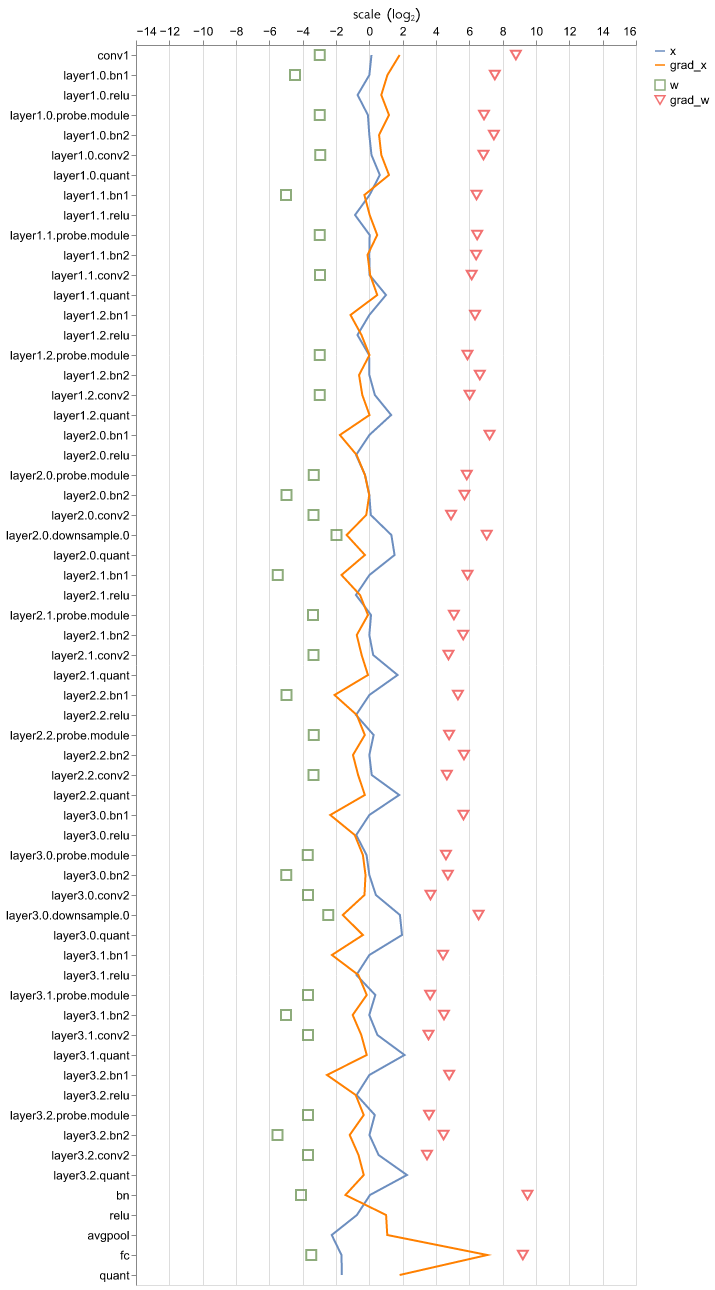 scale (log₂)
−14 −12 −10 −8 −6 −4 −2 0 2 4 6 8 10 12 14 16
x
grad_x
w
grad_w
conv1
layer1.0.bn1
layer1.0.relu
layer1.0.probe.module
layer1.0.bn2
layer1.0.conv2
layer1.0.quant
layer1.1.bn1
layer1.1.relu
layer1.1.probe.module
layer1.1.bn2
layer1.1.conv2
layer1.1.quant
layer1.2.bn1
layer1.2.relu
layer1.2.probe.module
layer1.2.bn2
layer1.2.conv2
layer1.2.quant
layer2.0.bn1
layer2.0.relu
layer2.0.probe.module
layer2.0.bn2
layer2.0.conv2
layer2.0.downsample.0
layer2.0.quant
layer2.1.bn1
layer2.1.relu
layer2.1.probe.module
layer2.1.bn2
layer2.1.conv2
layer2.1.quant
layer2.2.bn1
layer2.2.relu
layer2.2.probe.module
layer2.2.bn2
layer2.2.conv2
layer2.2.quant
layer3.0.bn1
layer3.0.relu
layer3.0.probe.module
layer3.0.bn2
layer3.0.conv2
layer3.0.downsample.0
layer3.0.quant
layer3.1.bn1
layer3.1.relu
layer3.1.probe.module
layer3.1.bn2
layer3.1.conv2
layer3.1.quant
layer3.2.bn1
layer3.2.relu
layer3.2.probe.module
layer3.2.bn2
layer3.2.conv2
layer3.2.quant
bn
relu
avgpool
fc
quant